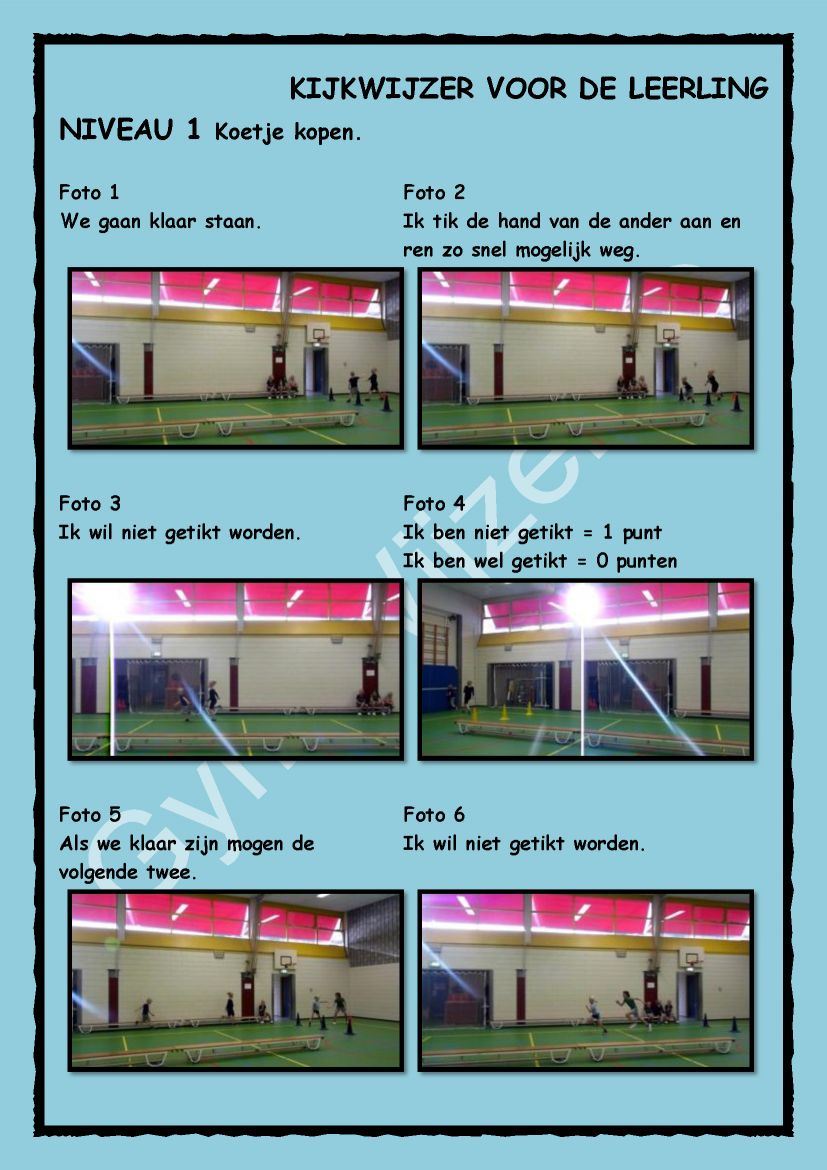 KIJKWIJZER VOOR DE LEERLING
NIVEAU 1 Koetje kopen.
Foto 1
We gaan klaar staan.
Foto 2
Ik tik de hand van de ander aan en
ren zo snel mogelijk weg.
Foto 3
Ik wil niet getikt worden.
Foto 4
Ik ben niet getikt = 1 punt
Ik ben wel getikt = 0 punten
Foto 5
Als we klaar zijn mogen de
volgende twee.
Foto 6
Ik wil niet getikt worden.